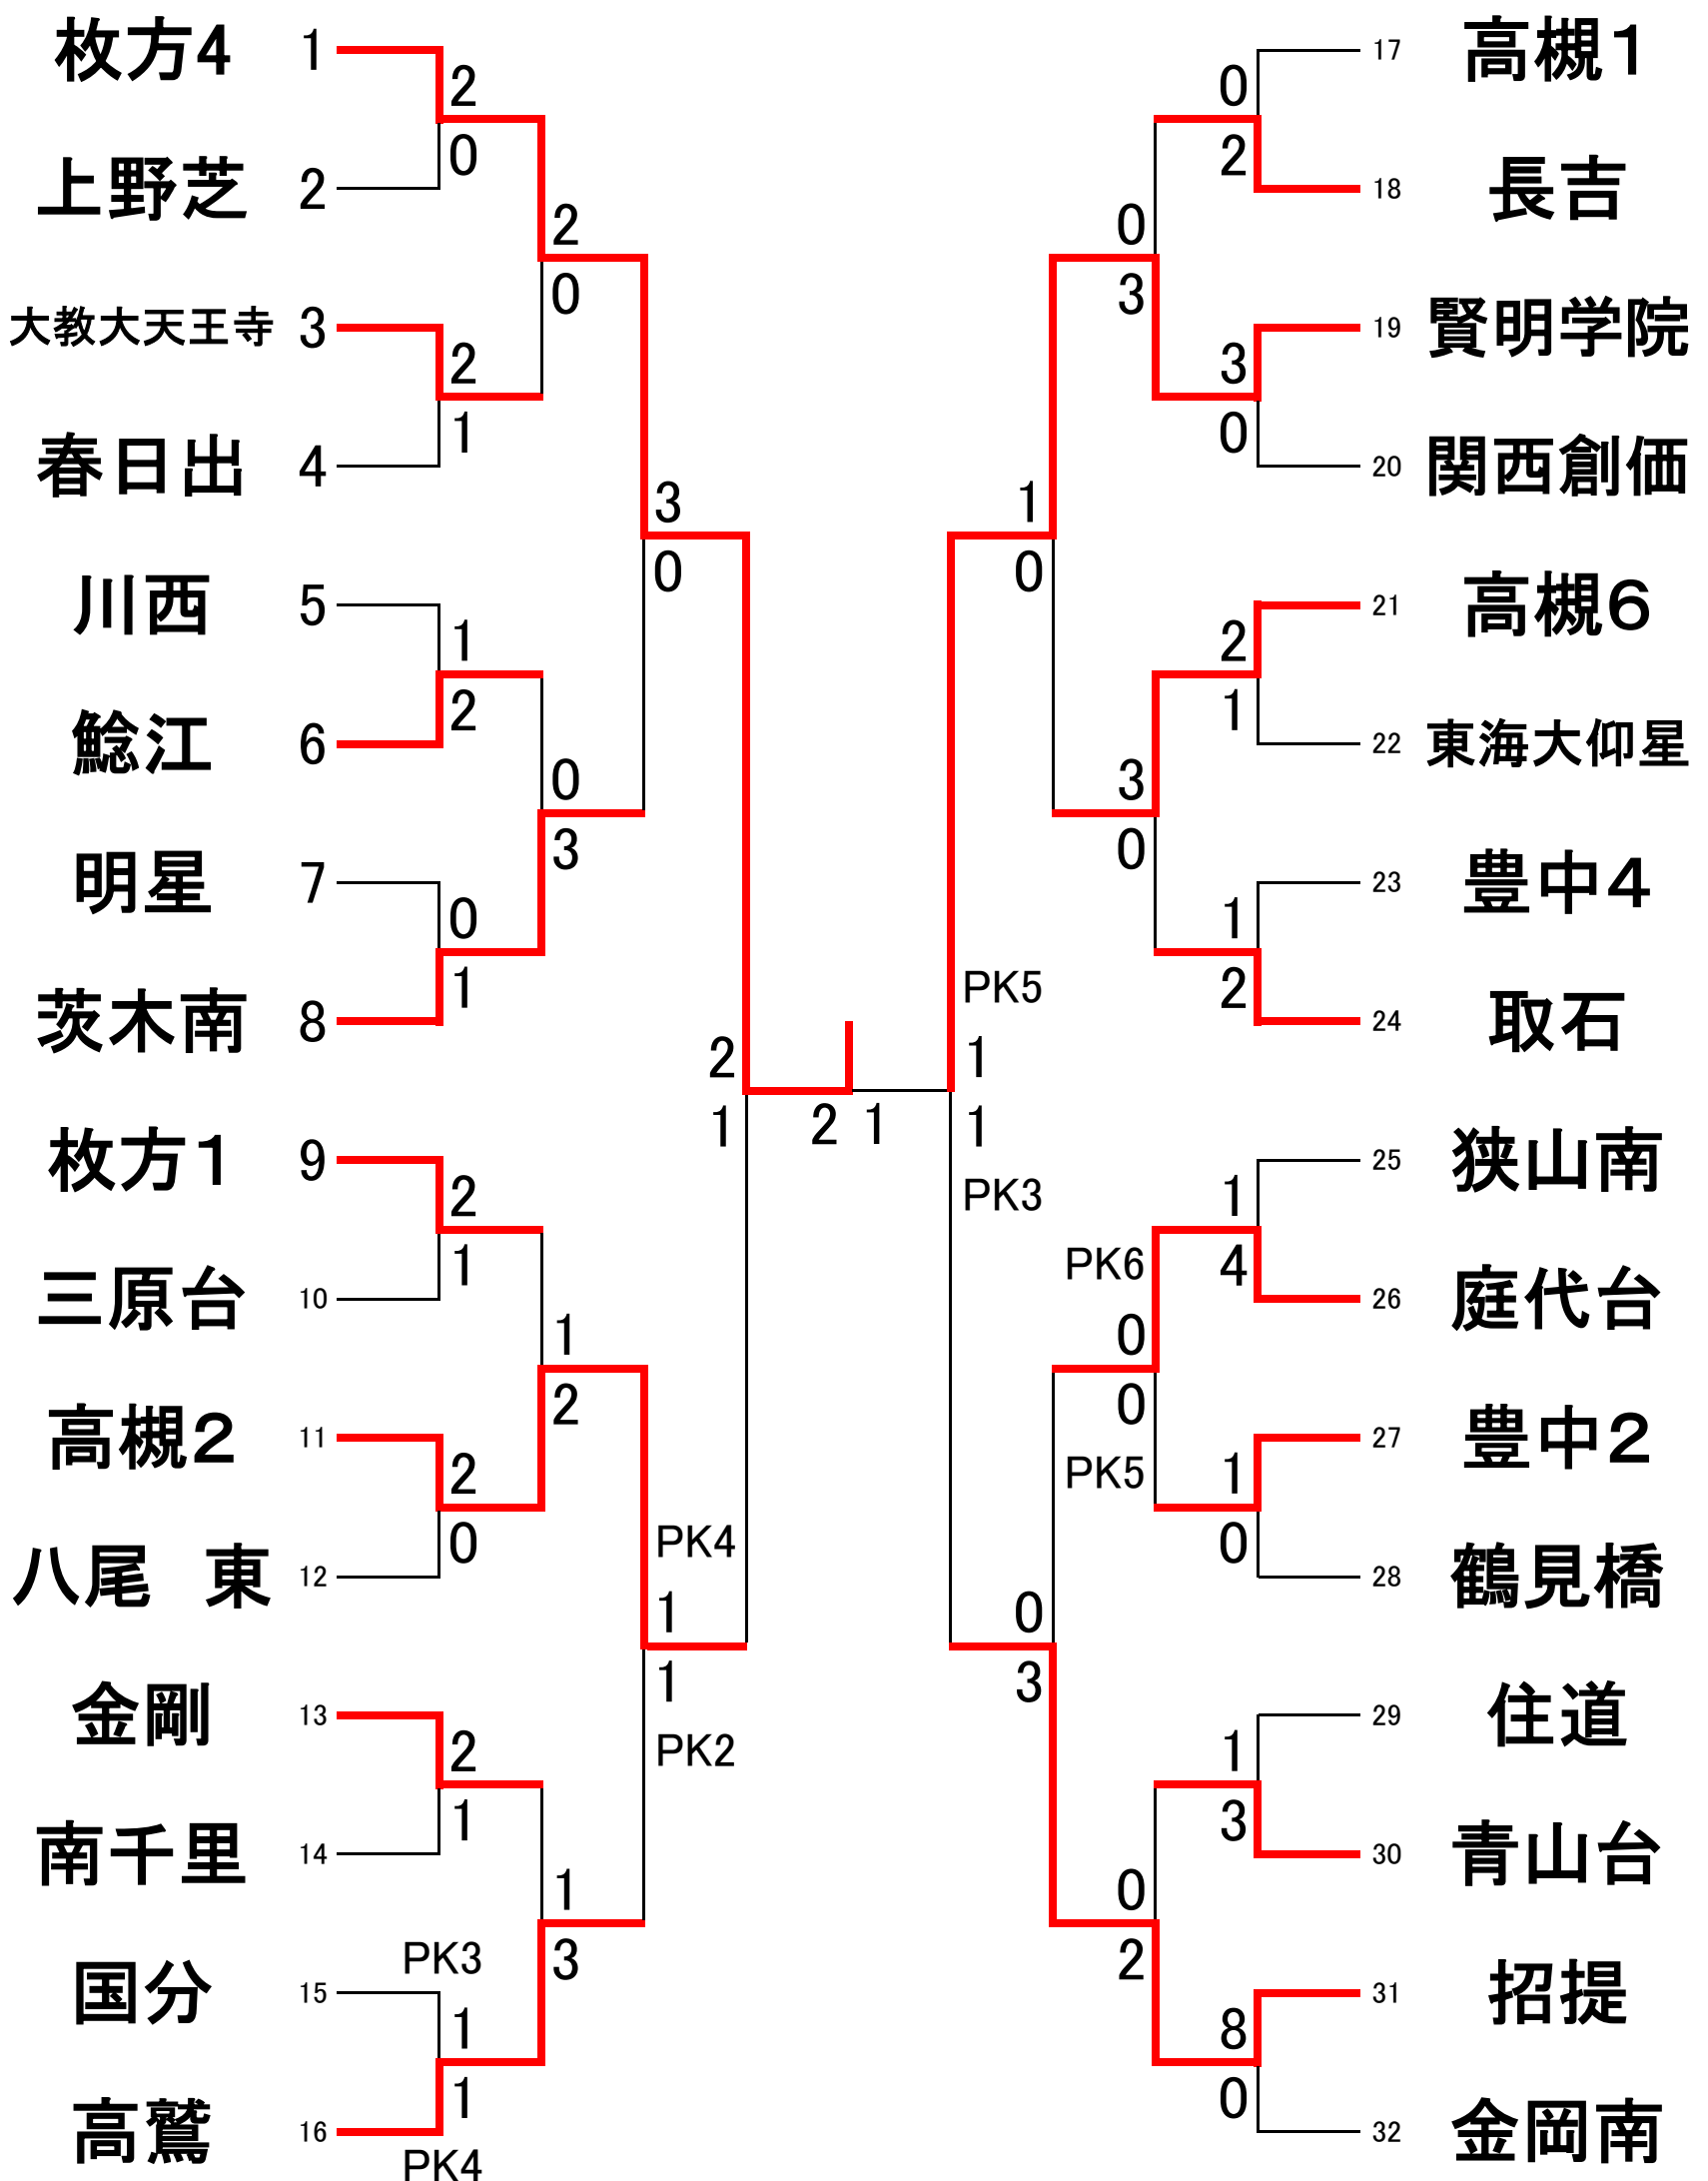 枚方4 1
2
0
上野芝 2
2
0
大教大天王寺 3
2
1
春日出 4
3
0
川西 5
1
2
鯰江 6
0
3
明星 7
0
1
茨木南 8
2
1
枚方1 9
2
1
三原台 10
1
2
高槻2 11
2
0
八尾　東 12
PK4
1
1
PK2
金剛 13
2
1
南千里 14
1
3
国分 15
PK3
1
1
PK4
高鷲 16
2 1
17 高槻1
0
2
18 長吉
0
3
19 賢明学院
3
0
20 関西創価
1
0
21 高槻6
2
1
22 東海大仰星
3
0
23 豊中4
1
2
24 取石
PK5
1
1
PK3
25 狭山南
1
4
26 庭代台
PK6
0
0
PK5
27 豊中2
1
0
28 鶴見橋
0
3
29 住道
1
3
30 青山台
0
2
31 招提
8
0
32 金岡南